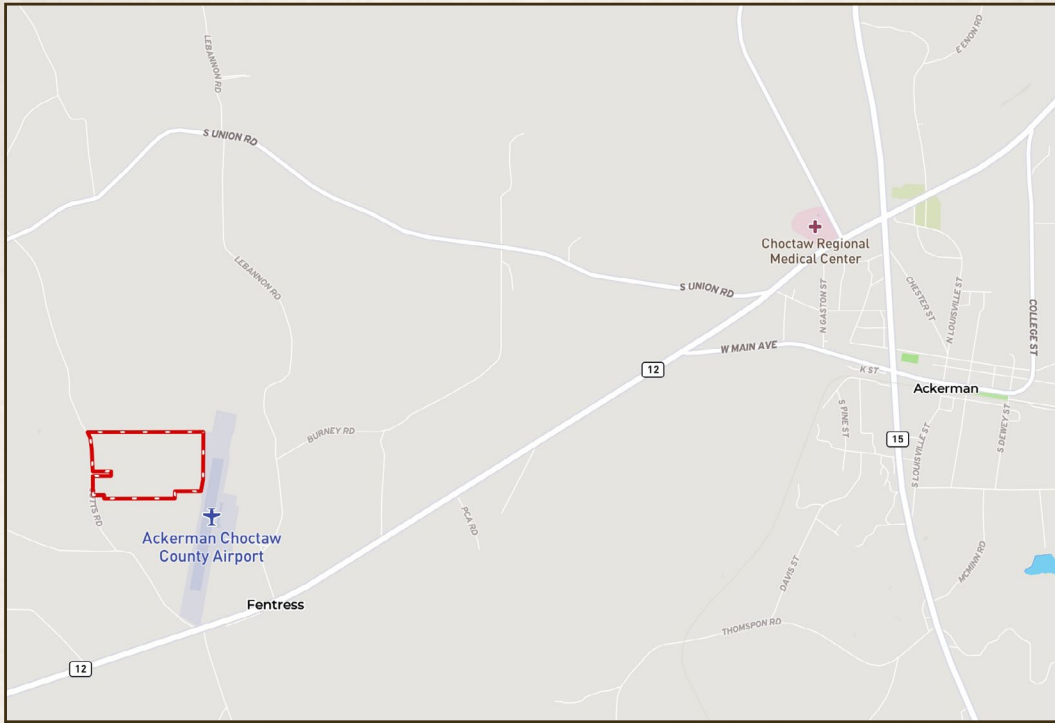 LEBANNON RD
E ENON RD
S UNION RD
Choctaw Regional
Medical Center
LEBANNON RD
S UNION RD
N GASTON ST
CHESTER ST
N LOUISVILLE ST
COLLEGE ST
W MAIN AVE
12
K ST
Ackerman
S PINE ST
S DEWEY ST
BURNEY RD
15
S LOUISVILLE ST
PCA RD
Ackerman Choctaw
County Airport
MCMINN RD
DAVIS ST
Fentress
THOMSPON RD
12